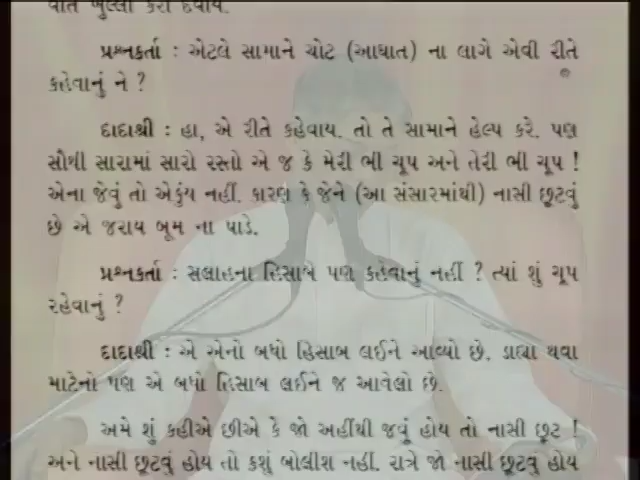 વાત ખુલ્લી કરી દેવાય.
પ્રશ્નકર્તા : એટલે સામાને ચોટ (આઘાત) ના લાગે એવી રીતે
કહેવાનું ને ?
દાદાશ્રી : હા, એ રીતે કહેવાય. તો તે સામાને હેલ્પ કરે. પણ
સૌથી સારામાં સારો રસ્તો એ જ કે મેરી ભી ચૂપ અને તેરી ભી ચૂપ !
એના જેવું તો એકુંય નહીં. કારણ કે જેને (આ સંસારમાંથી) નાસી છૂટવું
છે એ જરાય બૂમ ના પાડે.
પ્રશ્નકર્તા : સલાહના હિસાબે પણ કહેવાનું નહીં ? ત્યાં શું ચૂપ
રહેવાનું ?
દાદાશ્રી : એ એનો બધો હિસાબ લઈને આવ્યો છે. ડાહ્યા થવા
માટેનો પણ એ બધો હિસાબ લઈને જ આવેલો છે.
અમે શું કહીએ છીએ કે જો અહીંથી જવું હોય તો નાસી છૂટ !
અને નાસી છૂટવું હોય તો કશું બોલીશ નહીં. રાત્રે જો નાસી છૂટવું હોય